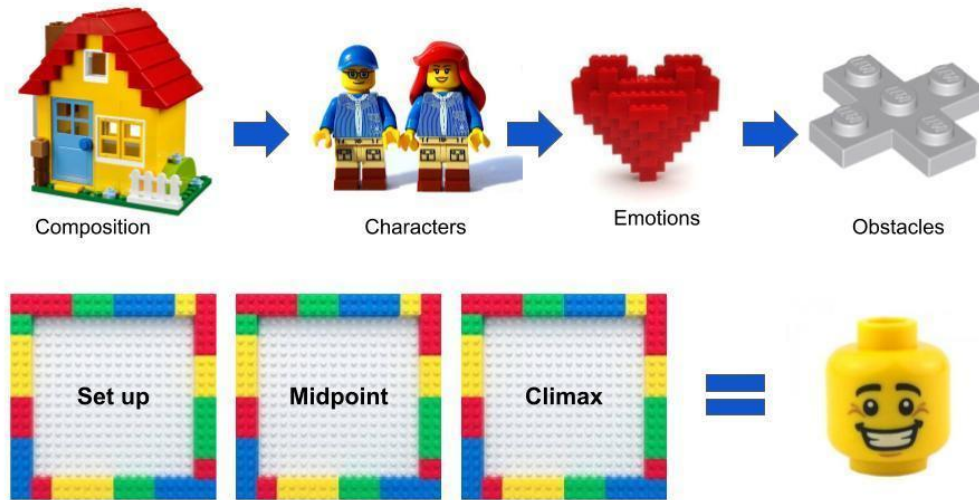 Composition
Characters
Emotions
Obstacles
Set up
Midpoint
Climax